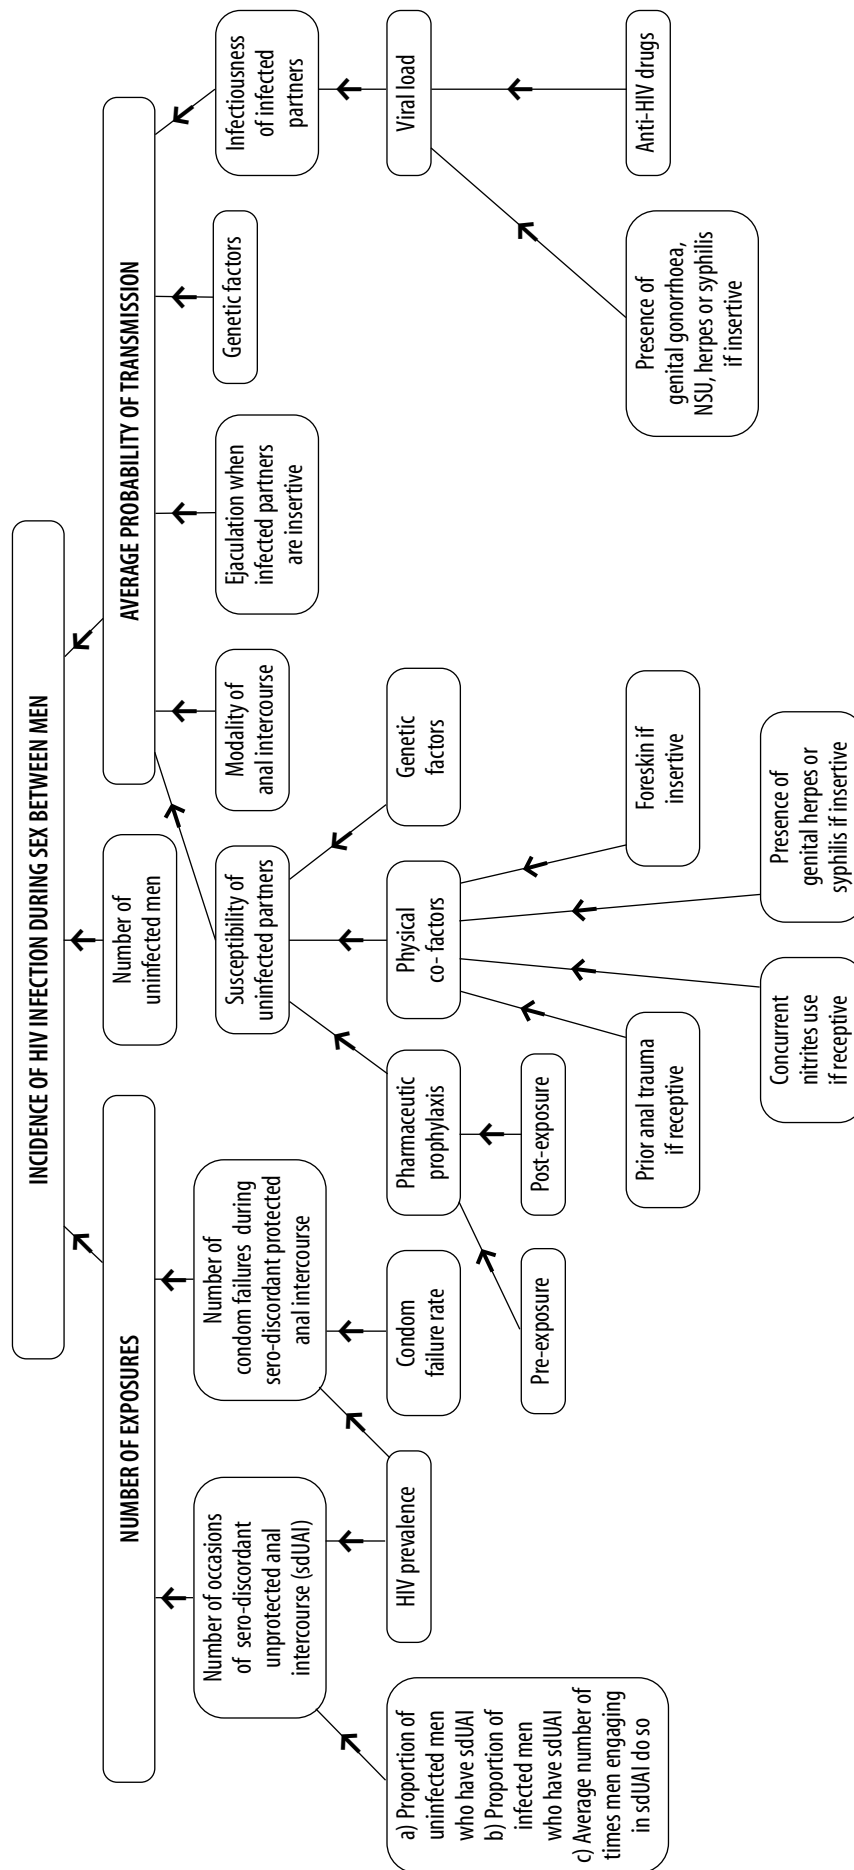 INCIDENCE OF HIV INFECTION DURING SEX BETWEEN MEN
NUMBER OF EXPOSURES
Number of
uninfected men
AVERAGE PROBABILITY OF TRANSMISSION
Number of occasions
of sero-discordant
unprotected anal
intercourse (sdUAI)
Number of
condom failures during
sero-discordant protected
anal intercourse
Susceptibility of
uninfected partners
Modality of
anal intercourse
Ejaculation when
infected partners
are insertive
Genetic factors
Infectiousness
of infected
partners
a) Proportion of
uninfected men
who have sdUAI
b) Proportion of
infected men
who have sdUAI
c) Average number of
times men engaging
in sdUAI do so
HIV prevalence
Condom
failure rate
Pharmaceutic
prophylaxis
Physical
co- factors
Genetic
factors
Viral load
Pre-exposure
Post-exposure
Prior anal trauma
if receptive
Foreskin if
insertive
Presence of
genital gonorrhoea,
NSU, herpes or syphilis
if insertive
Anti-HIV drugs
Concurrent
nitrites use
if receptive
Presence of
genital herpes or
syphilis if insertive